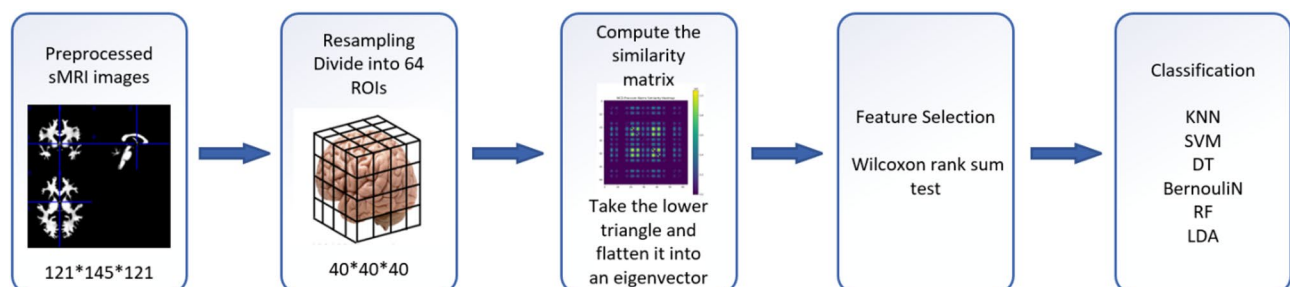 Preprocessed
sMRI images
121*145*121
Resampling
Divide into 64
ROIs
40*40*40
Compute the
similarity
matrix
Take the lower
triangle and
flatten it into
an eigenvector
Feature Selection
Wilcoxon rank sum
test
Classification
KNN
SVM
DT
BernouliN
RF
LDA